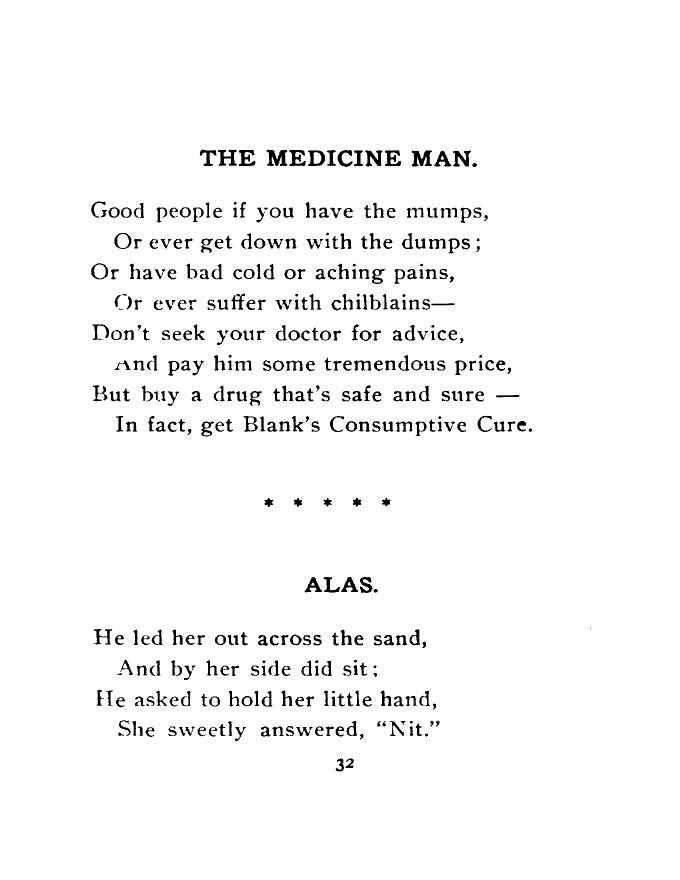 THE MEDICINE MAN.
Good people if you have the mumps,
Or ever get down with the dumps;
Or have bad cold or aching pains,
Or ever suffer with chilblains—
Don't seek your doctor for advice,
And pay him some tremendous price,
But buy a drug that's safe and sure —
In fact, get Blank's Consumptive Cure.
* * * * *
ALAS.
He led her out across the sand,
And by her side did sit;
He asked to hold her little hand,
She sweetly answered, “Nit.”
32